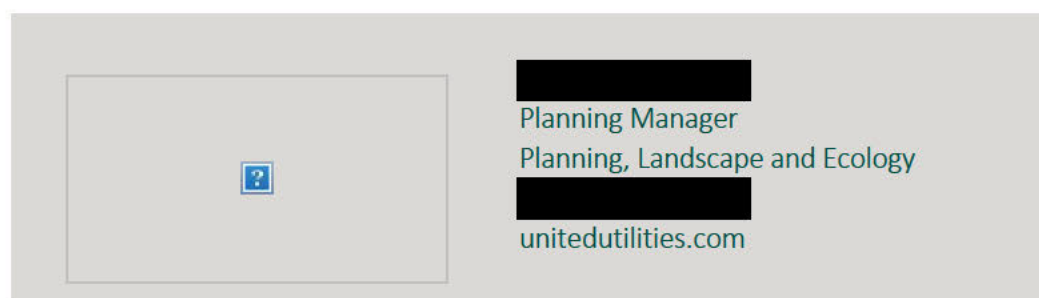 Planning Manager
Planning, Landscape and Ecology
unitedutilities.com